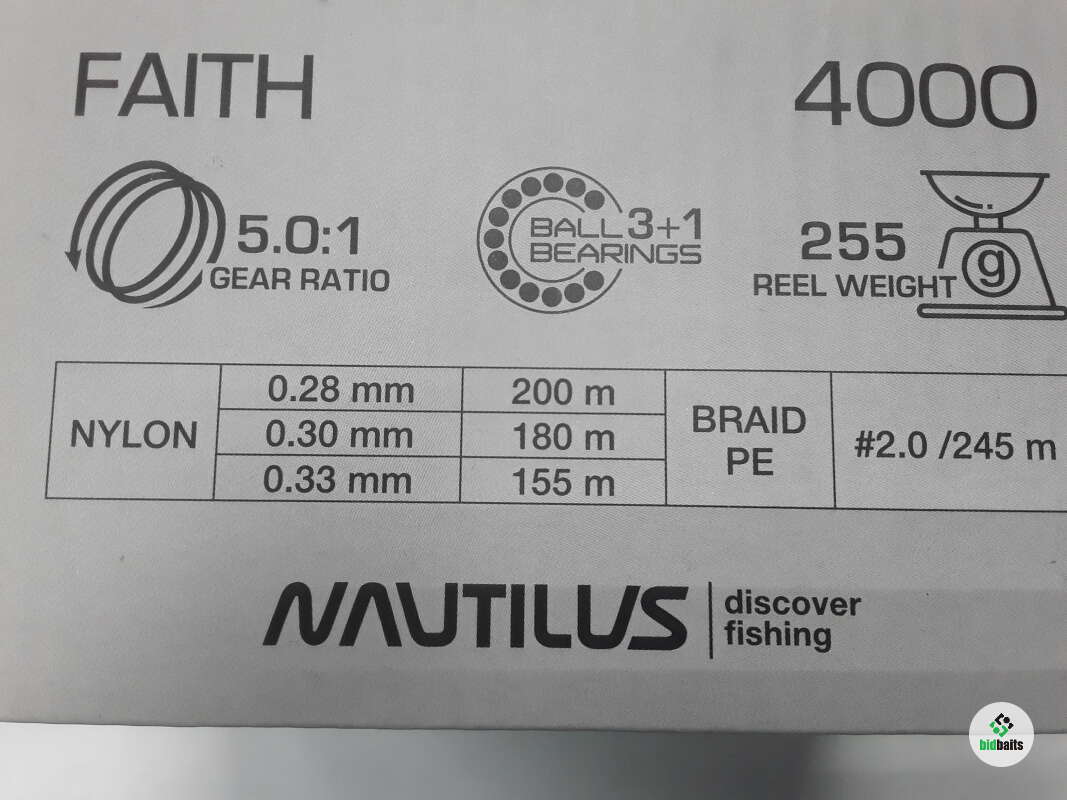 FAITH 4000
5.0:1
GEAR RATIO
BALL 3+1
BEARINGS
255
REEL WEIGHT
g
NYLON
0.28 mm 200 m
0.30 mm 180 m
0.33 mm 155 m
BRAID
PE
#2.0 /245 m
NAUTILUS
discover
fishing
bidbaits